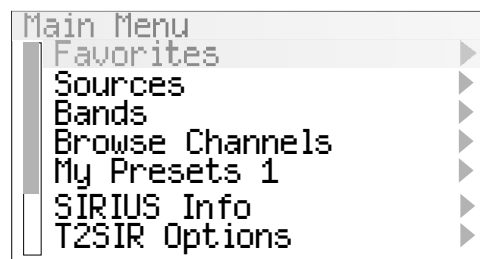 Main Menu
Favorites
Sources
Bands
Browse Channels
My Presets 1
SIRIUS Info
T2SIR Options